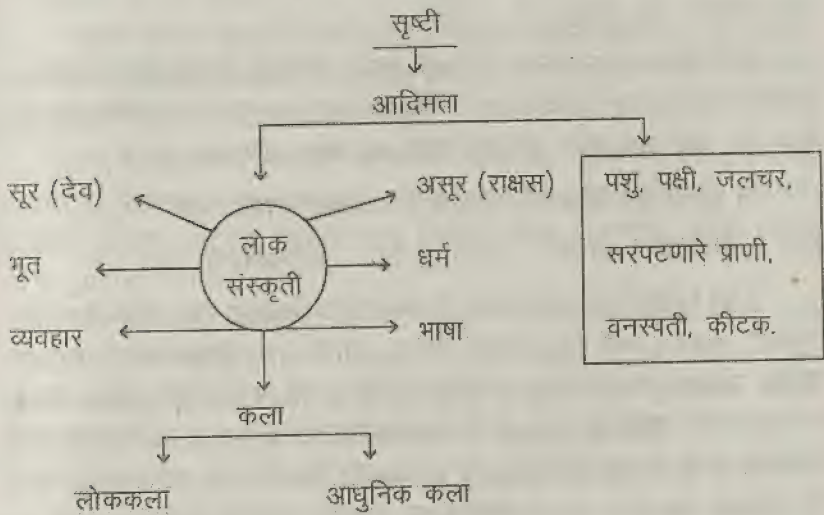 सृष्टी
आदिमता
सूर (देव)
असूर (राक्षस)
पशु, पक्षी, जलचर,
लोक
संस्कृती
भूत
धर्म
सरपटणारे प्राणी,
व्यवहार
भाषा
वनस्पती, कीटक.
कला
लोककला
आधुनिक कला